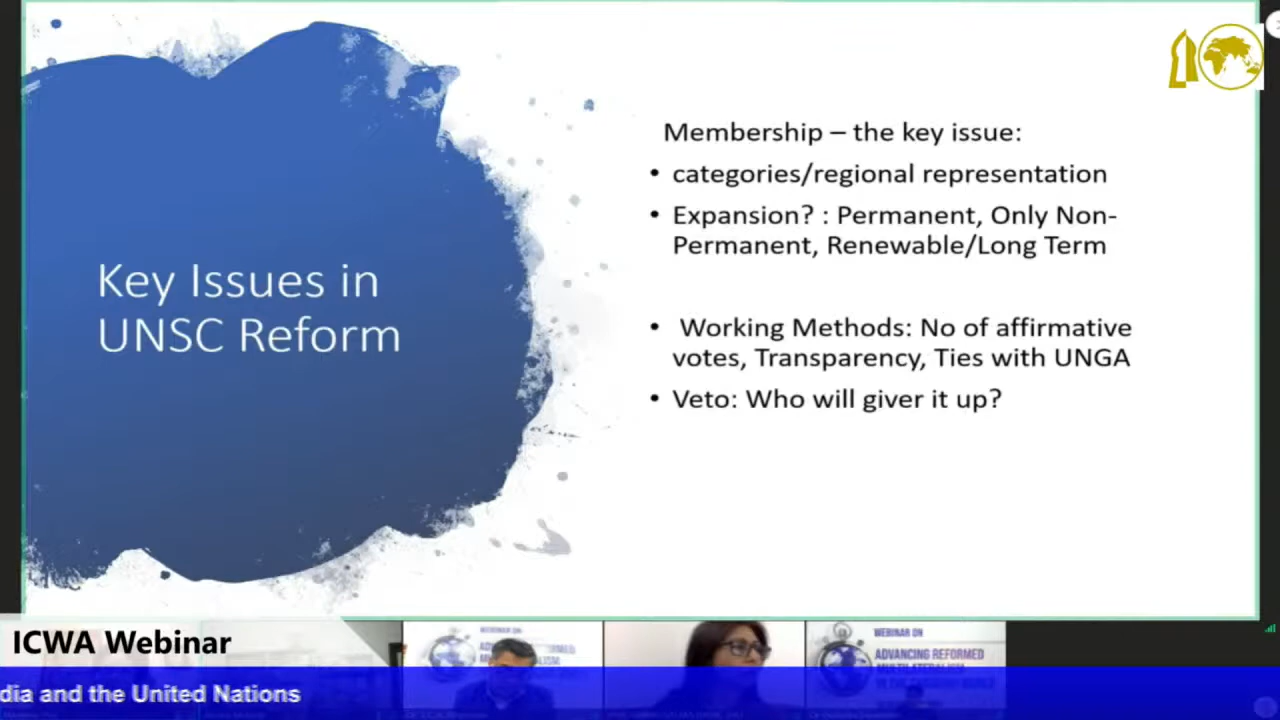 Key Issues in
UNSC Reform
Membership – the key issue:
• categories/regional representation
• Expansion? : Permanent, Only Non-
Permanent, Renewable/Long Term
• Working Methods: No of affirmative
votes, Transparency, Ties with UNGA
• Veto: Who will giver it up?
WEBINAR ON
ADVANCING REFORMED
MULTILATERALISM
ICWA Webinar
dia and the United Nations